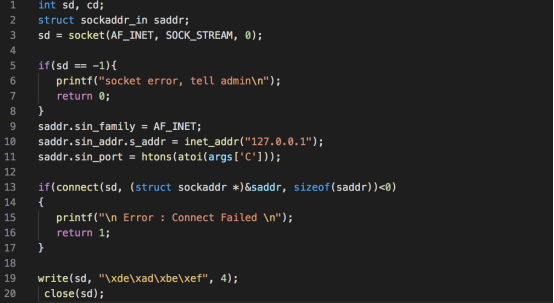 1 int sd, cd;
2 struct sockaddr_in saddr;
3 sd = socket(AF_INET, SOCK_STREAM, 0);
4
5 if(sd == -1){
6 printf("socket error, tell admin\n");
7 return 0;
8 }
9 saddr.sin_family = AF_INET;
10 saddr.sin_addr.s_addr = inet_addr("127.0.0.1");
11 saddr.sin_port = htons(atoi(args['C']));
12
13 if(connect(sd, (struct sockaddr *)&saddr, sizeof(saddr))<0)
14 {
15 printf("\n Error : Connect Failed \n");
16 return 1;
17 }
18
19 write(sd, "\xde\xad\xbe\xef", 4);
20 close(sd);